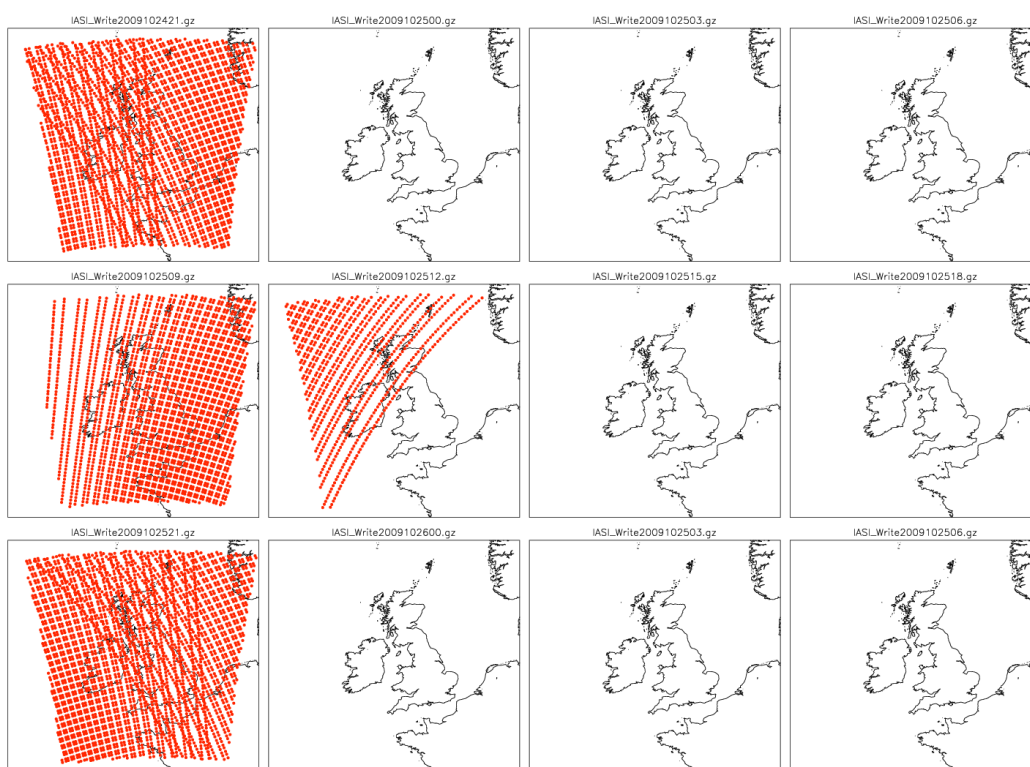 IASI_Write2009102421.gz
IASI_Write2009102500.gz
IASI_Write2009102503.gz
IASI_Write2009102506.gz
IASI_Write2009102509.gz
IASI_Write2009102512.gz
IASI_Write2009102515.gz
IASI_Write2009102518.gz
IASI_Write2009102521.gz
IASI_Write2009102600.gz
IASI_Write2009102503.gz
IASI_Write2009102506.gz